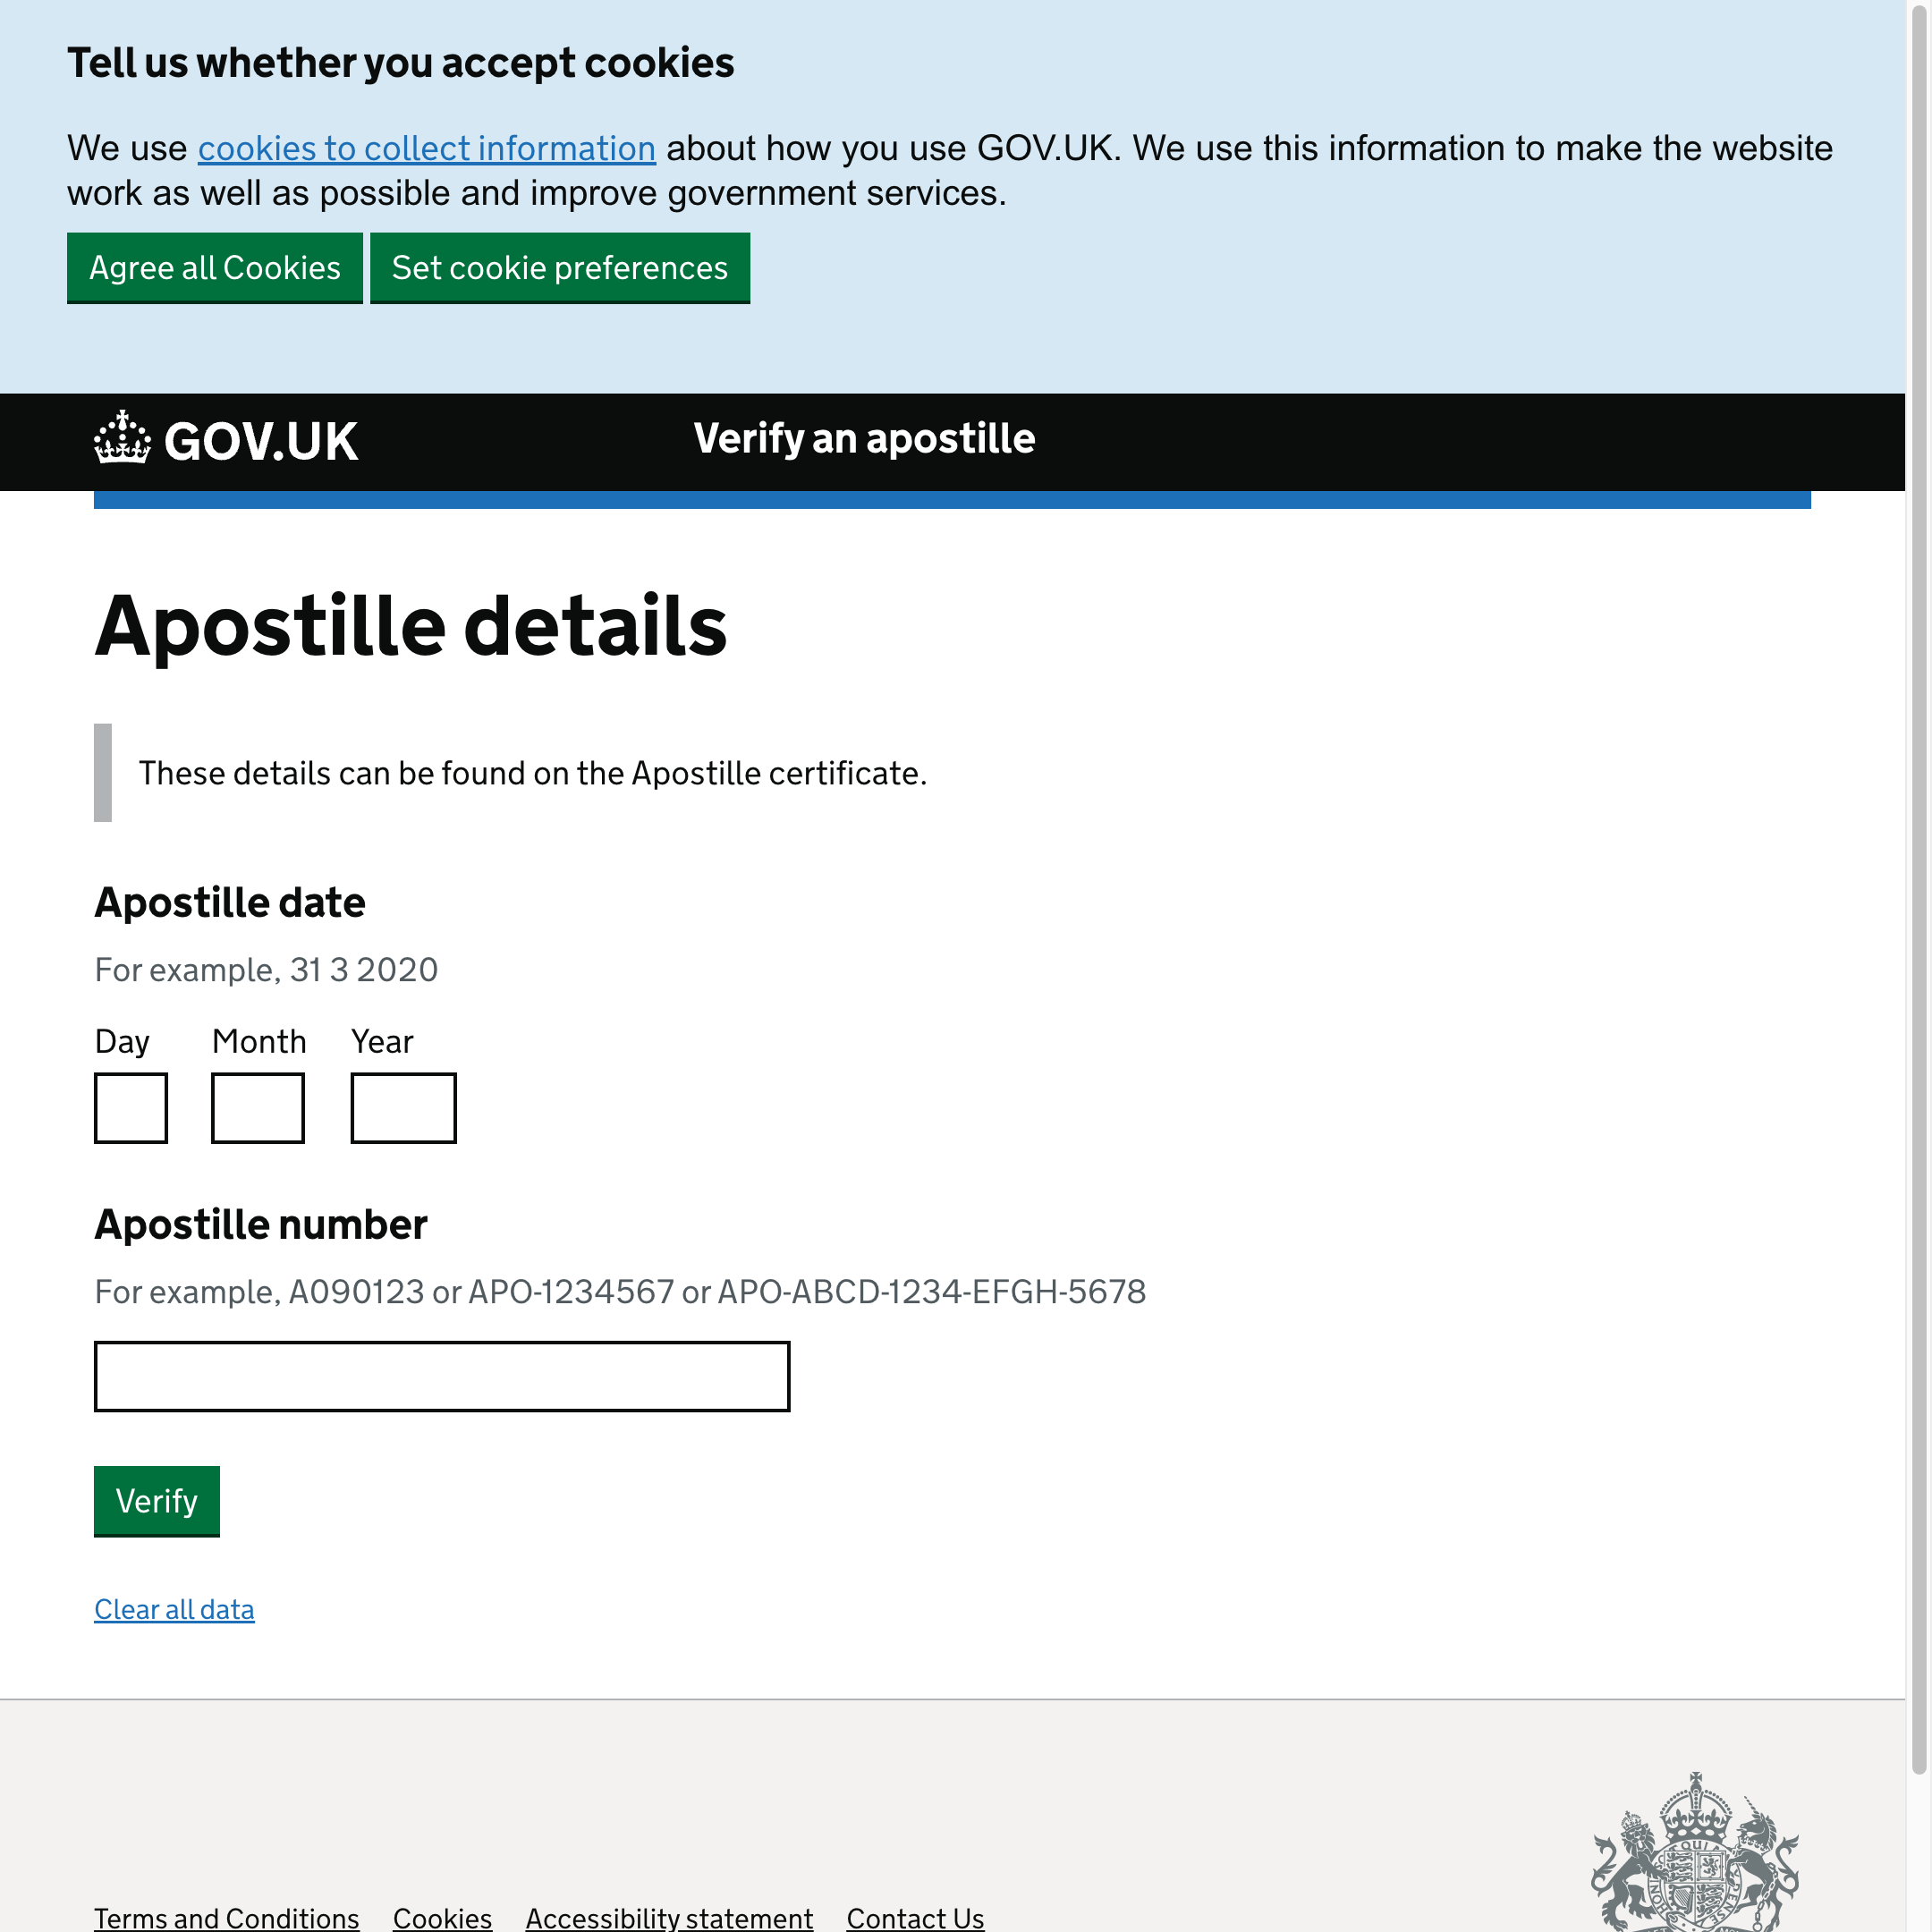 Tell us whether you accept cookies
We use cookies to collect information about how you use GOV.UK. We use this information to make the website
work as well as possible and improve government services.
Agree all Cookies
Set cookie preferences
GOV.UK
Verify an apostille
Apostille details
These details can be found on the Apostille certificate.
Apostille date
For example, 31 3 2020
Day Month Year
Apostille number
For example, A090123 or APO-1234567 or APO-ABCD-1234-EFGH-5678
Verify
Clear all data
Terms and Conditions Cookies Accessibility statement Contact Us